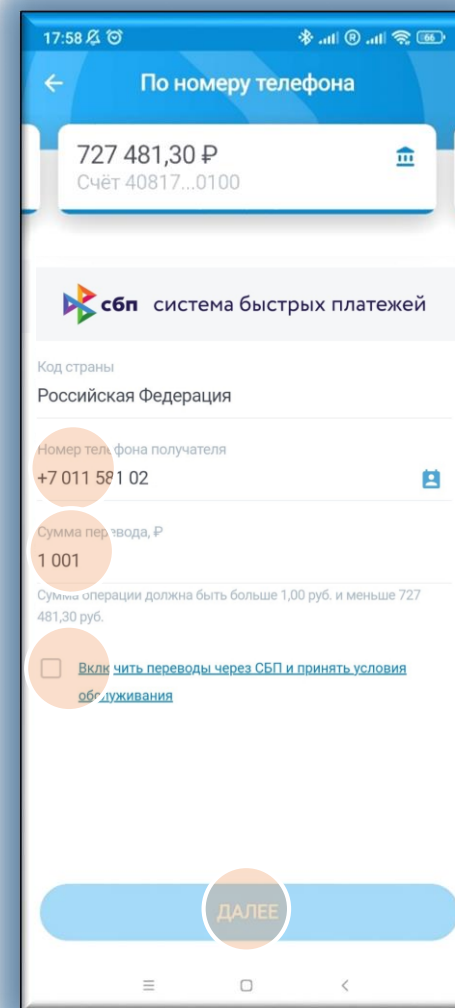 17:58
66
По номеру телефона
727 481,30 ₽
Счёт 40817...0100
сбп система быстрых платежей
Код страны
Российская Федерация
Номер телефона получателя
+7 011 581 02
Сумма перевода, ₽
1 001
Сумма операции должна быть больше 1,00 руб. и меньше 727
481,30 руб.
Включить переводы через СБП и принять условия
обслуживания
ДАЛЕЕ